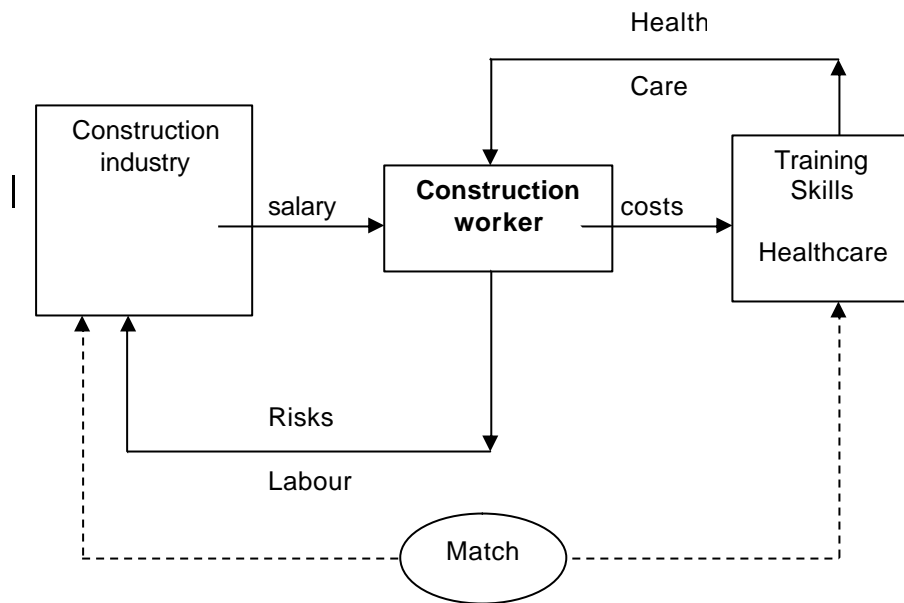 Health
Care
Construction
industry
salary
Construction
worker
costs
Training
Skills
Healthcare
Risks
Labour
Match